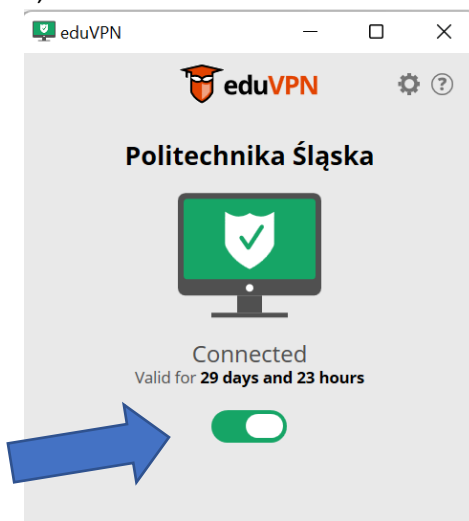 eduVPN
eduVPN
Politechnika Śląska
Connected
Valid for 29 days and 23 hours